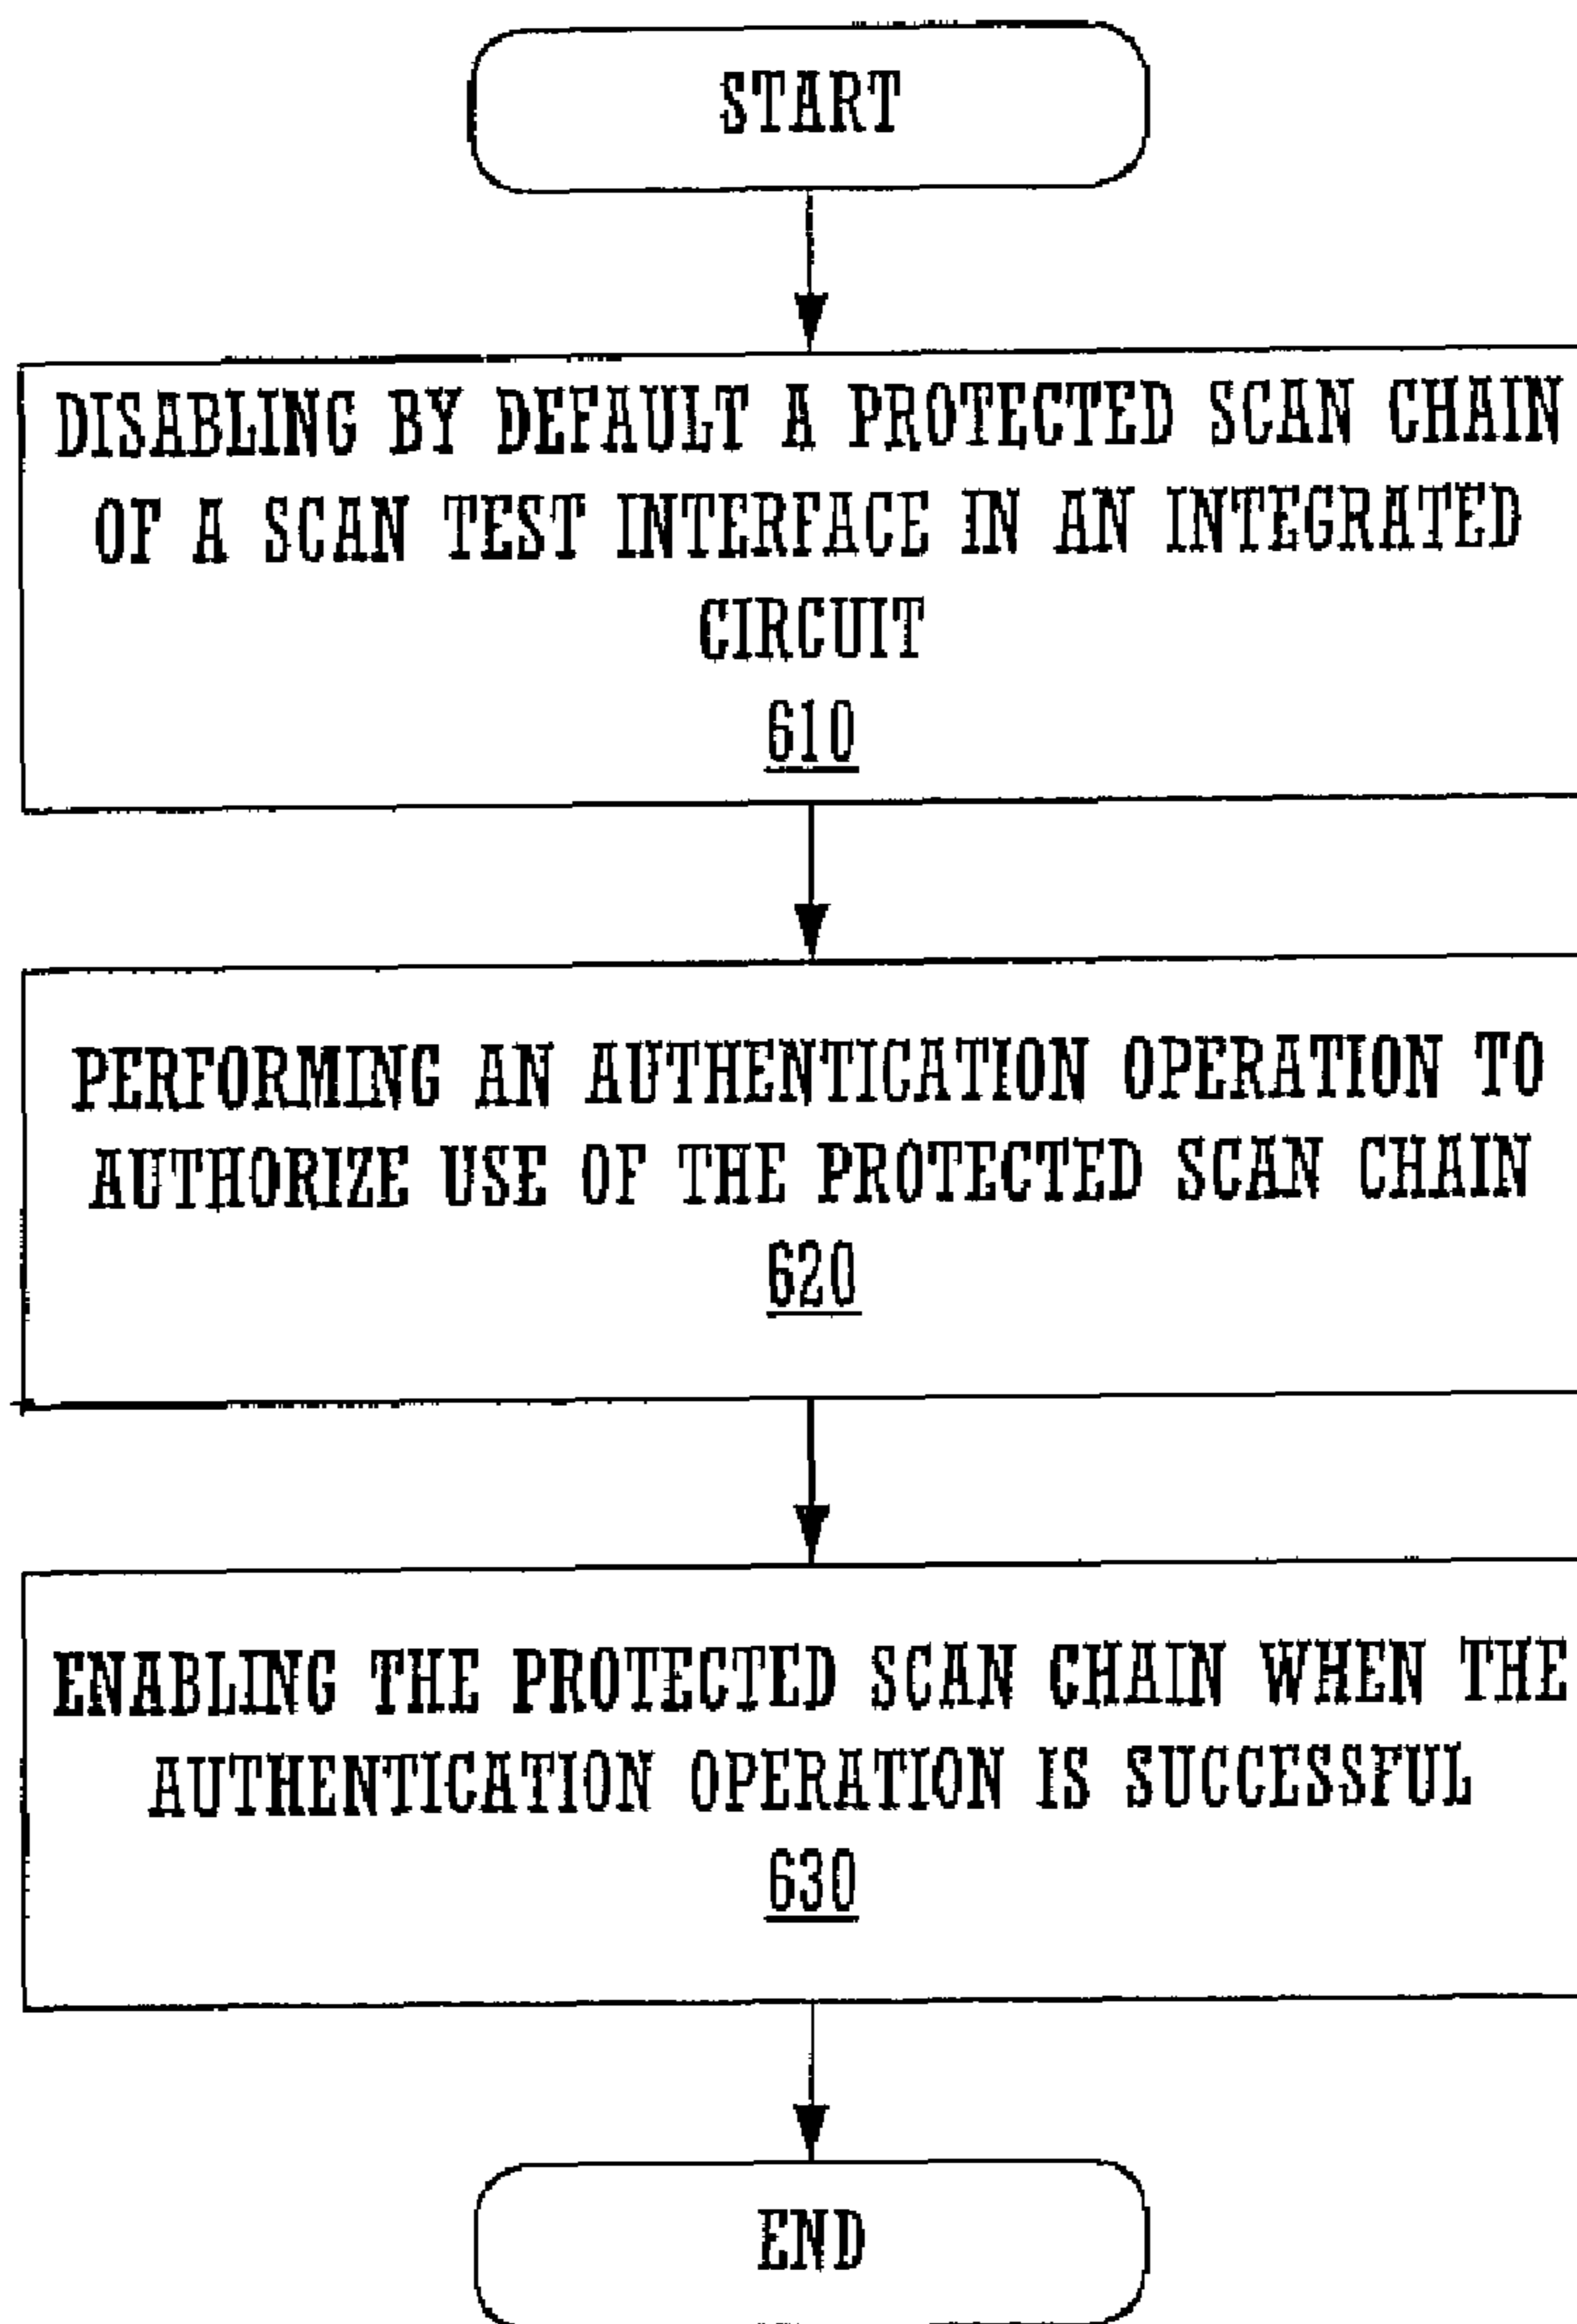 START
DISABLING BY DEFAULT A PROTECTED SCAN CHAIN
OF A SCAN TEST INTERFACE IN AN INTEGRATED
CIRCUIT
610
PERFORMING AN AUTHENTICATION OPERATION TO
AUTHORIZE USE OF THE PROTECTED SCAN CHAIN
620
ENABLING THE PROTECTED SCAN CHAIN WHEN THE
AUTHENTICATION OPERATION IS SUCCESSFUL
630
END